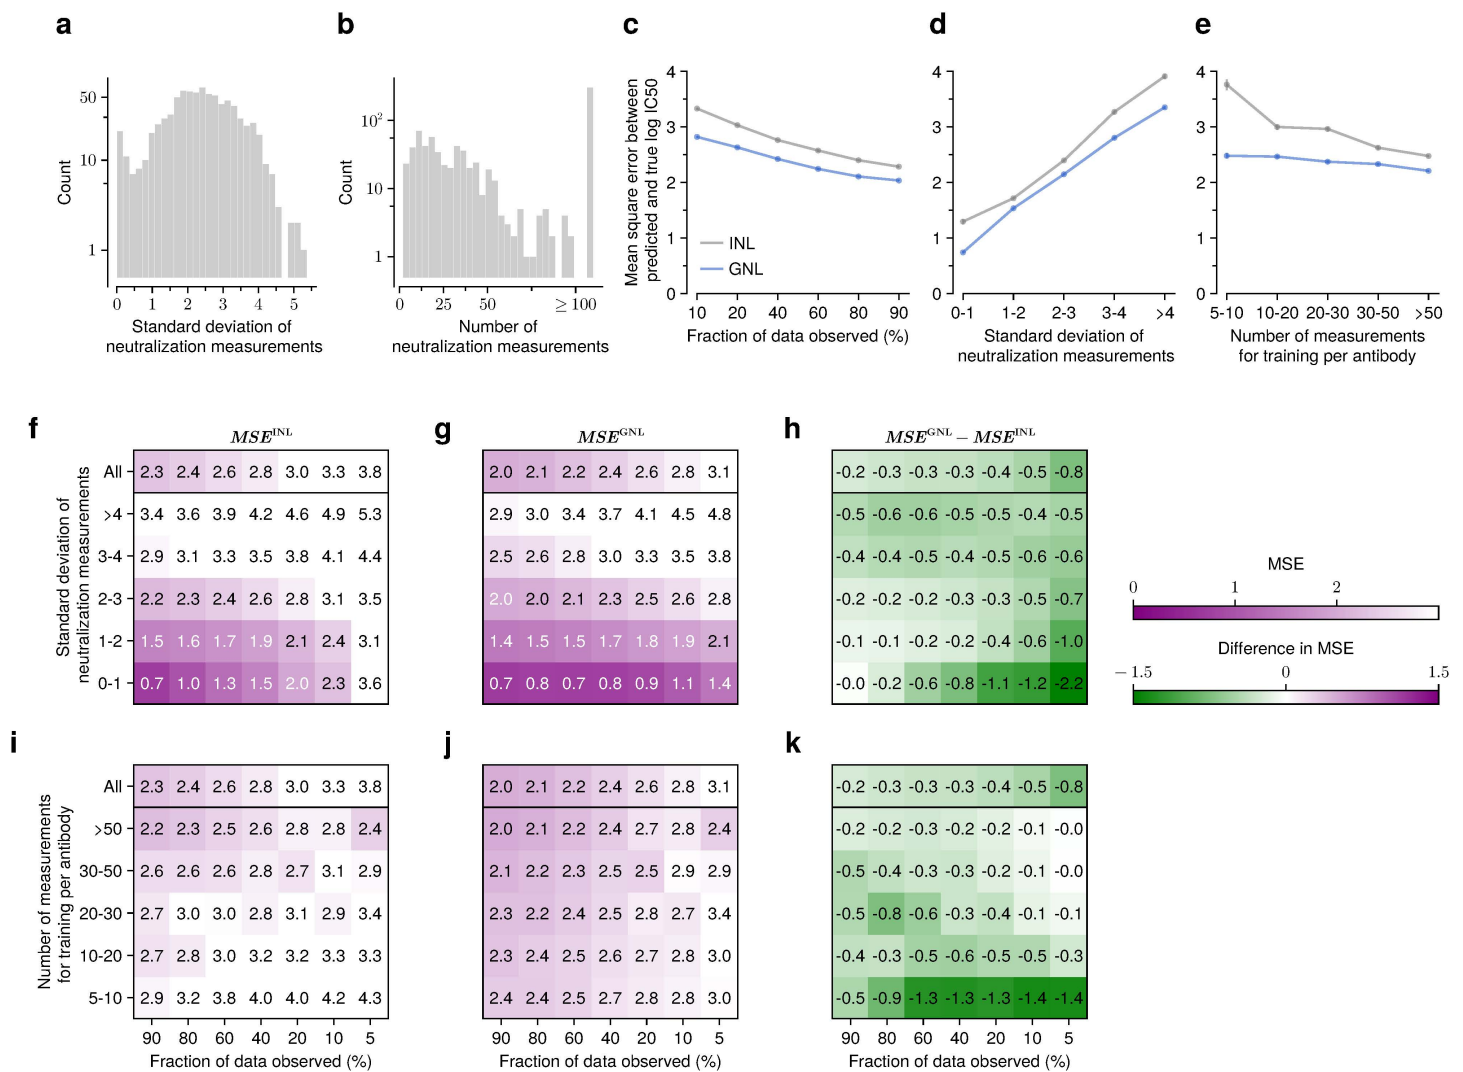 a
b
c
d
e
50
10
1
Count
0 1 2 3 4 5
Standard deviation of
neutralization measurements
10²
10
1
Count
0 25 50 ≥ 100
Number of
neutralization measurements
Mean square error between
predicted and true log IC50
4
3
2
1
0
INL
GNL
10 20 40 60 80 90
Fraction of data observed (%)
4
3
2
1
0
0-1 1-2 2-3 3-4 >4
Standard deviation of
neutralization measurements
4
3
2
1
0
5-10 10-20 20-30 30-50 >50
Number of measurements
for training per antibody
f
MSE^INL
Standard deviation of
neutralization measurements
All 2.3 2.4 2.6 2.8 3.0 3.3 3.8
>4 3.4 3.6 3.9 4.2 4.6 4.9 5.3
3-4 2.9 3.1 3.3 3.5 3.8 4.1 4.4
2-3 2.2 2.3 2.4 2.6 2.8 3.1 3.5
1-2 1.5 1.6 1.7 1.9 2.1 2.4 3.1
0-1 0.7 1.0 1.3 1.5 2.0 2.3 3.6
g
MSE^GNL
2.0 2.1 2.2 2.4 2.6 2.8 3.1
2.9 3.0 3.4 3.7 4.1 4.5 4.8
2.5 2.6 2.8 3.0 3.3 3.5 3.8
2.0 2.0 2.1 2.3 2.5 2.6 2.8
1.4 1.5 1.5 1.7 1.8 1.9 2.1
0.7 0.8 0.7 0.8 0.9 1.1 1.4
h
MSE^GNL − MSE^INL
-0.2 -0.3 -0.3 -0.3 -0.4 -0.5 -0.8
-0.5 -0.6 -0.6 -0.5 -0.5 -0.4 -0.5
-0.4 -0.4 -0.5 -0.4 -0.5 -0.6 -0.6
-0.2 -0.2 -0.2 -0.3 -0.3 -0.5 -0.7
-0.1 -0.1 -0.2 -0.2 -0.4 -0.6 -1.0
-0.0 -0.2 -0.6 -0.8 -1.1 -1.2 -2.2
MSE
0 1 2
Difference in MSE
−1.5 0 1.5
i
Number of measurements
for training per antibody
All 2.3 2.4 2.6 2.8 3.0 3.3 3.8
>50 2.2 2.3 2.5 2.6 2.8 2.8 2.4
30-50 2.6 2.6 2.6 2.8 2.7 3.1 2.9
20-30 2.7 3.0 3.0 2.8 3.1 2.9 3.4
10-20 2.7 2.8 3.0 3.2 3.2 3.3 3.3
5-10 2.9 3.2 3.8 4.0 4.0 4.2 4.3
90 80 60 40 20 10 5
Fraction of data observed (%)
j
2.0 2.1 2.2 2.4 2.6 2.8 3.1
2.0 2.1 2.2 2.4 2.7 2.8 2.4
2.1 2.2 2.3 2.5 2.5 2.9 2.9
2.3 2.2 2.4 2.5 2.8 2.7 3.4
2.3 2.4 2.5 2.6 2.7 2.8 3.0
2.4 2.4 2.5 2.7 2.8 2.8 3.0
90 80 60 40 20 10 5
Fraction of data observed (%)
k
-0.2 -0.3 -0.3 -0.3 -0.4 -0.5 -0.8
-0.2 -0.2 -0.3 -0.2 -0.2 -0.1 -0.0
-0.5 -0.4 -0.3 -0.3 -0.2 -0.1 -0.0
-0.5 -0.8 -0.6 -0.3 -0.4 -0.1 -0.1
-0.4 -0.3 -0.5 -0.6 -0.5 -0.5 -0.3
-0.5 -0.9 -1.3 -1.3 -1.3 -1.4 -1.4
90 80 60 40 20 10 5
Fraction of data observed (%)